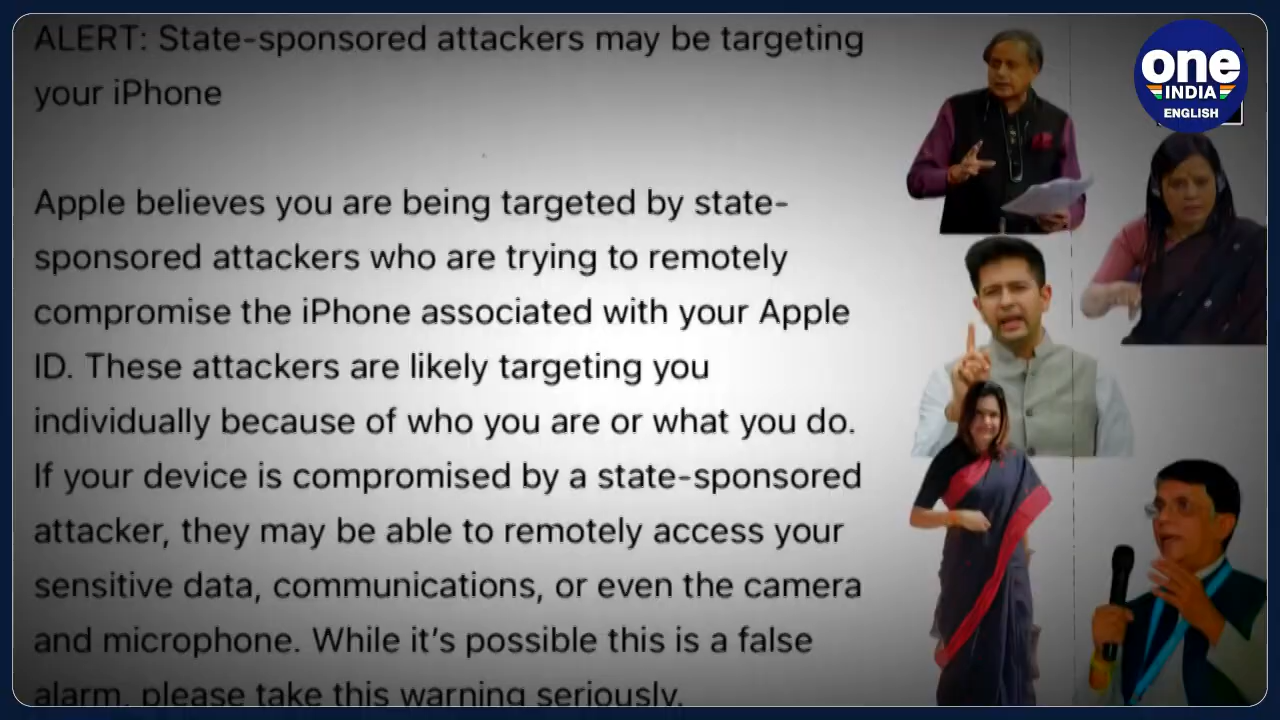 ALERT: State-sponsored attackers may be targeting
your iPhone
Apple believes you are being targeted by state-
sponsored attackers who are trying to remotely
compromise the iPhone associated with your Apple
ID. These attackers are likely targeting you
individually because of who you are or what you do.
If your device is compromised by a state-sponsored
attacker, they may be able to remotely access your
sensitive data, communications, or even the camera
and microphone. While it’s possible this is a false
alarm, please take this warning seriously.
one
INDIA
ENGLISH